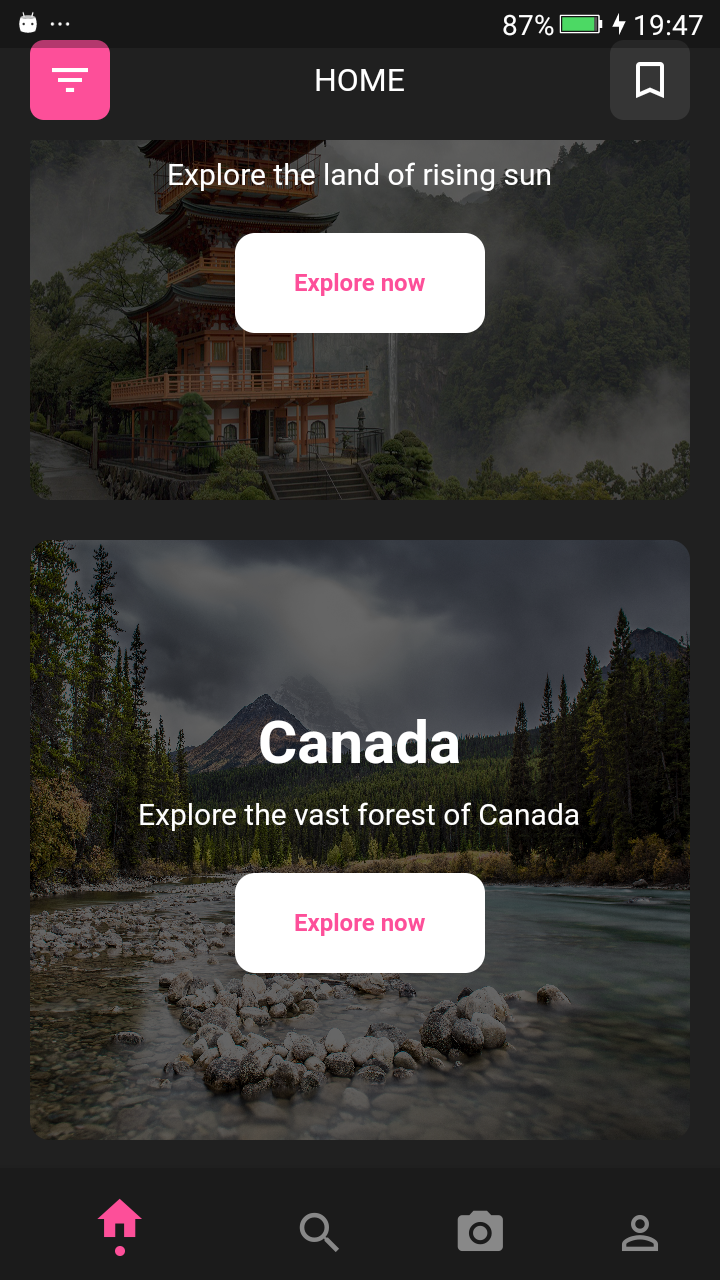 87% 19:47
HOME
Explore the land of rising sun
Explore now
Canada
Explore the vast forest of Canada
Explore now